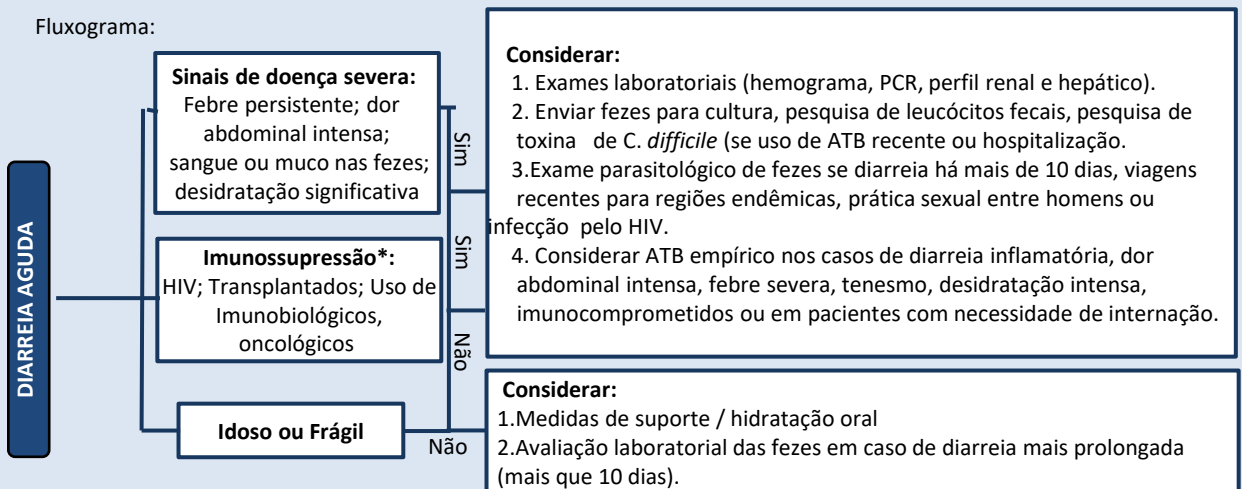 Fluxograma:
DIARREIA AGUDA
Sinais de doença severa:
Febre persistente; dor
abdominal intensa;
sangue ou muco nas fezes;
desidratação significativa
Imunossupressão*:
HIV; Transplantados; Uso de
Imunobiológicos,
oncológicos
Idoso ou Frágil
Sim
Sim
Não
Não
Considerar:
1. Exames laboratoriais (hemograma, PCR, perfil renal e hepático).
2. Enviar fezes para cultura, pesquisa de leucócitos fecais, pesquisa de
toxina de C. difficile (se uso de ATB recente ou hospitalização.
3.Exame parasitológico de fezes se diarreia há mais de 10 dias, viagens
recentes para regiões endêmicas, prática sexual entre homens ou
infecção pelo HIV.
4. Considerar ATB empírico nos casos de diarreia inflamatória, dor
abdominal intensa, febre severa, tenesmo, desidratação intensa,
imunocomprometidos ou em pacientes com necessidade de internação.
Considerar:
1.Medidas de suporte / hidratação oral
2.Avaliação laboratorial das fezes em caso de diarreia mais prolongada
(mais que 10 dias).